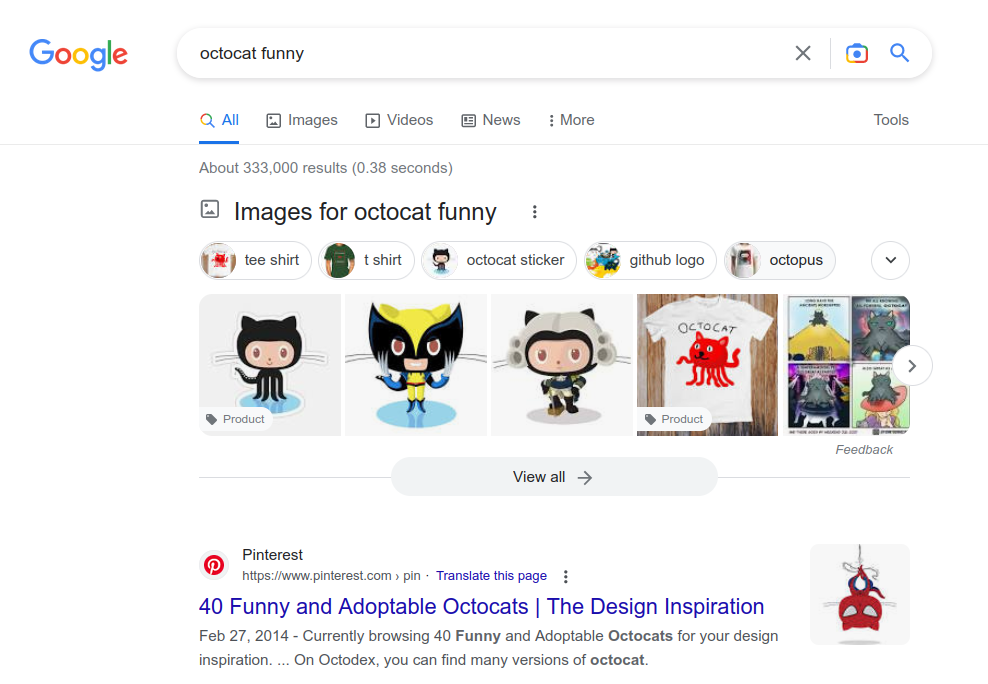 Google
octocat funny
All Images Videos News More Tools
About 333,000 results (0.38 seconds)
Images for octocat funny
tee shirt t shirt octocat sticker github logo octopus
OCTOCAT
Product Product
Feedback
View all
Pinterest
https://www.pinterest.com › pin · Translate this page
40 Funny and Adoptable Octocats | The Design Inspiration
Feb 27, 2014 - Currently browsing 40 Funny and Adoptable Octocats for your design
inspiration. ... On Octodex, you can find many versions of octocat.